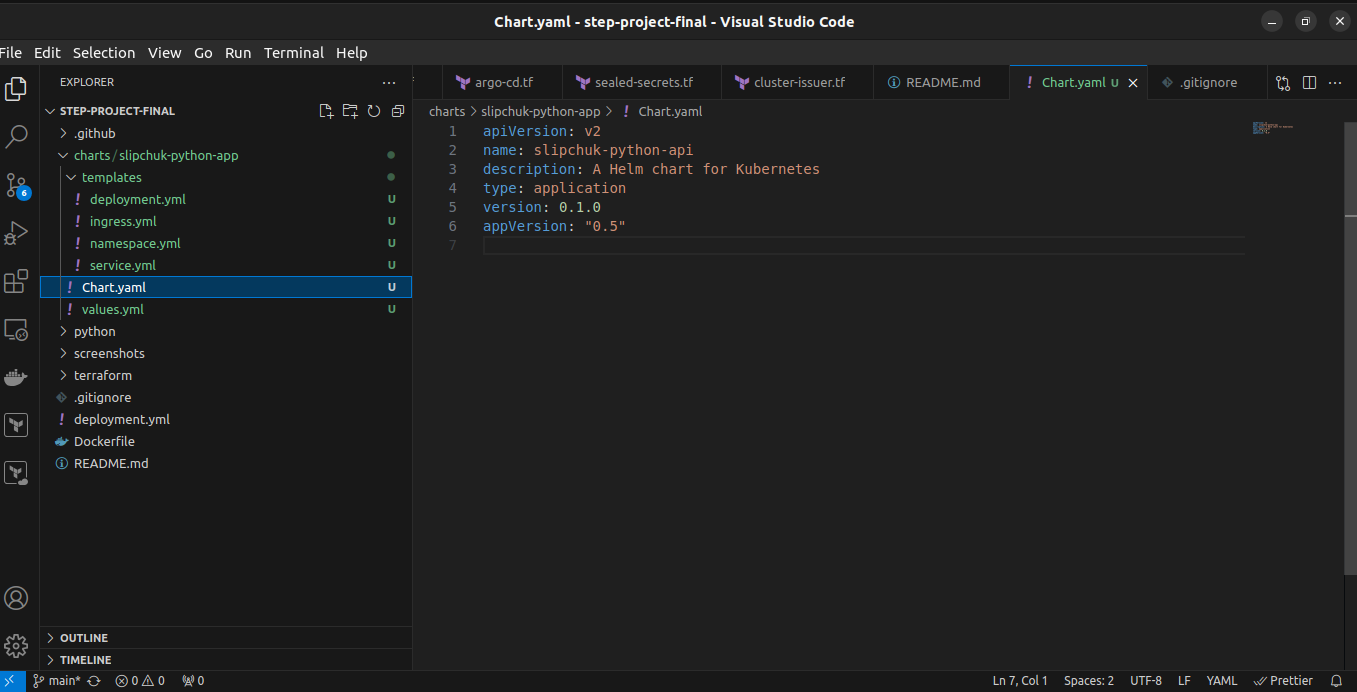 Chart.yaml - step-project-final - Visual Studio Code
File Edit Selection View Go Run Terminal Help
EXPLORER
STEP-PROJECT-FINAL
.github
charts / slipchuk-python-app
templates
deployment.yml U
ingress.yml U
namespace.yml U
service.yml U
Chart.yaml U
values.yml U
python
screenshots
terraform
.gitignore
deployment.yml
Dockerfile
README.md
OUTLINE
TIMELINE
6
argo-cd.tf sealed-secrets.tf cluster-issuer.tf README.md Chart.yaml U .gitignore
charts > slipchuk-python-app > ! Chart.yaml
1 apiVersion: v2
2 name: slipchuk-python-api
3 description: A Helm chart for Kubernetes
4 type: application
5 version: 0.1.0
6 appVersion: "0.5"
7
main* 0 0 0 Ln 7, Col 1 Spaces: 2 UTF-8 LF YAML Prettier